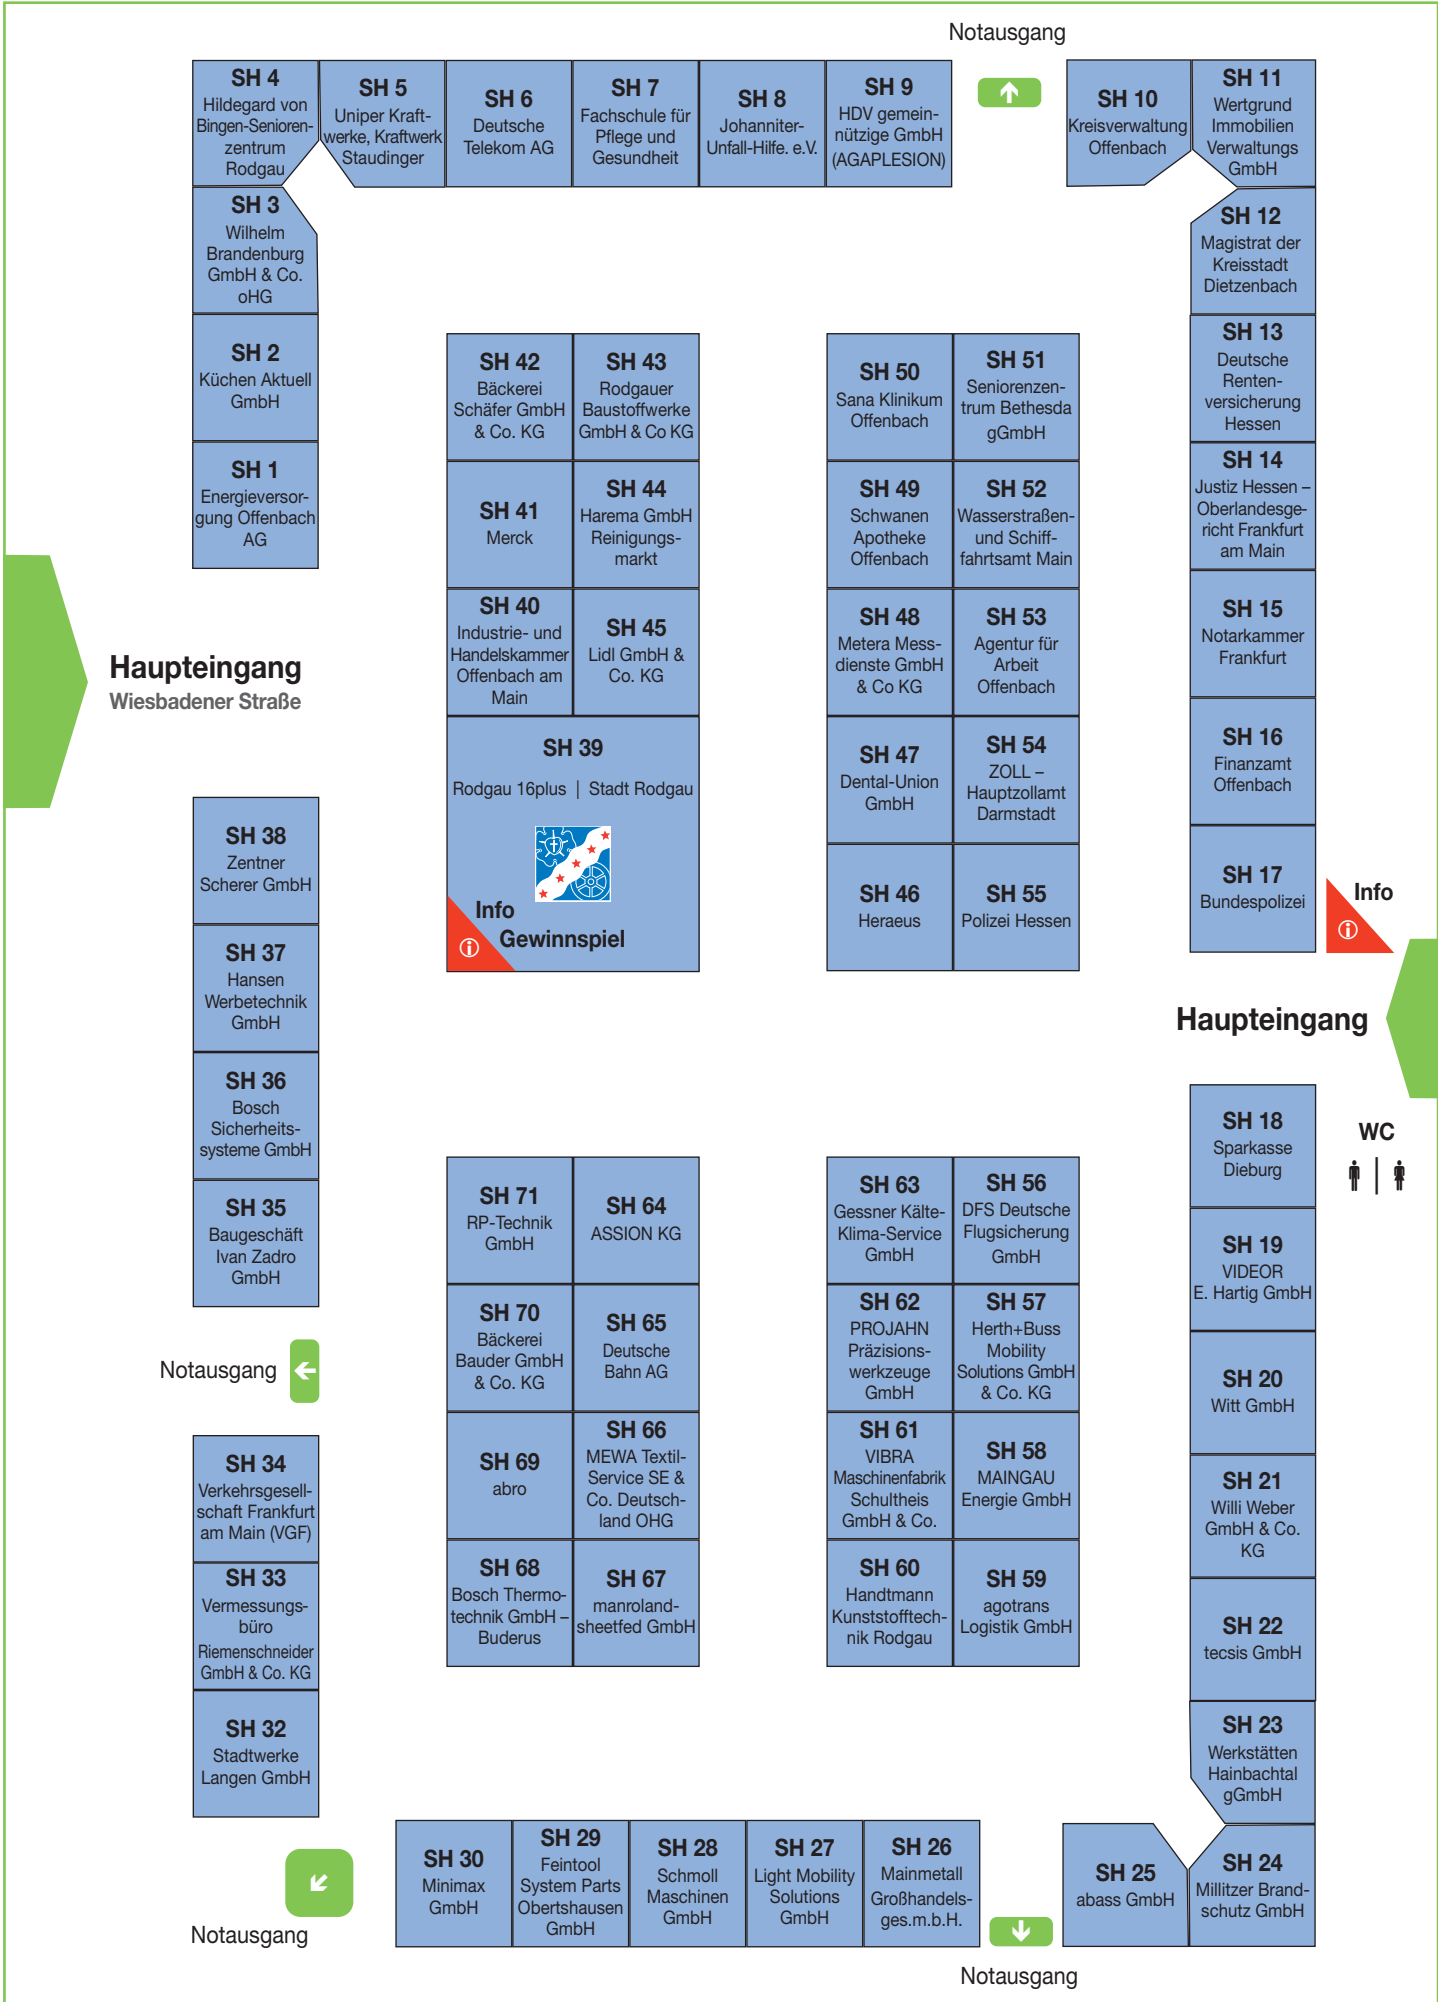 Notausgang
SH 4
Hildegard von
Bingen-Senioren-
zentrum
Rodgau
SH 5
Uniper Kraft-
werke, Kraftwerk
Staudinger
SH 6
Deutsche
Telekom AG
SH 7
Fachschule für
Pflege und
Gesundheit
SH 8
Johanniter-
Unfall-Hilfe. e.V.
SH 9
HDV gemein-
nützige GmbH
(AGAPLESION)
SH 10
Kreisverwaltung
Offenbach
SH 11
Wertgrund
Immobilien
Verwaltungs
GmbH
SH 3
Wilhelm
Brandenburg
GmbH & Co.
oHG
SH 2
Küchen Aktuell
GmbH
SH 1
Energieversor-
gung Offenbach
AG
SH 12
Magistrat der
Kreisstadt
Dietzenbach
SH 13
Deutsche
Renten-
versicherung
Hessen
SH 14
Justiz Hessen –
Oberlandesge-
richt Frankfurt
am Main
SH 15
Notarkammer
Frankfurt
SH 16
Finanzamt
Offenbach
SH 17
Bundespolizei
Info
SH 42
Bäckerei
Schäfer GmbH
& Co. KG
SH 43
Rodgauer
Baustoffwerke
GmbH & Co KG
SH 41
Merck
SH 44
Harema GmbH
Reinigungs-
markt
SH 40
Industrie- und
Handelskammer
Offenbach am
Main
SH 45
Lidl GmbH &
Co. KG
SH 39
Rodgau 16plus | Stadt Rodgau
Info
Gewinnspiel
SH 50
Sana Klinikum
Offenbach
SH 51
Seniorenzen-
trum Bethesda
gGmbH
SH 49
Schwanen
Apotheke
Offenbach
SH 52
Wasserstraßen-
und Schiff-
fahrtsamt Main
SH 48
Metera Mess-
dienste GmbH
& Co KG
SH 53
Agentur für
Arbeit
Offenbach
SH 47
Dental-Union
GmbH
SH 54
ZOLL –
Hauptzollamt
Darmstadt
SH 46
Heraeus
SH 55
Polizei Hessen
Haupteingang
Wiesbadener Straße
Haupteingang
SH 38
Zentner
Scherer GmbH
SH 37
Hansen
Werbetechnik
GmbH
SH 36
Bosch
Sicherheits-
systeme GmbH
SH 35
Baugeschäft
Ivan Zadro
GmbH
Notausgang
SH 34
Verkehrsgesell-
schaft Frankfurt
am Main (VGF)
SH 33
Vermessungs-
büro
Riemenschneider
GmbH & Co. KG
SH 32
Stadtwerke
Langen GmbH
Notausgang
SH 71
RP-Technik
GmbH
SH 64
ASSION KG
SH 70
Bäckerei
Bauder GmbH
& Co. KG
SH 65
Deutsche
Bahn AG
SH 69
abro
SH 66
MEWA Textil-
Service SE &
Co. Deutsch-
land OHG
SH 68
Bosch Thermo-
technik GmbH –
Buderus
SH 67
manroland-
sheetfed GmbH
SH 63
Gessner Kälte-
Klima-Service
GmbH
SH 56
DFS Deutsche
Flugsicherung
GmbH
SH 62
PROJAHN
Präzisions-
werkzeuge
GmbH
SH 57
Herth+Buss
Mobility
Solutions GmbH
& Co. KG
SH 61
VIBRA
Maschinenfabrik
Schultheis
GmbH & Co.
SH 58
MAINGAU
Energie GmbH
SH 60
Handtmann
Kunststofftech-
nik Rodgau
SH 59
agotrans
Logistik GmbH
SH 18
Sparkasse
Dieburg
WC
SH 19
VIDEOR
E. Hartig GmbH
SH 20
Witt GmbH
SH 21
Willi Weber
GmbH & Co.
KG
SH 22
tecsis GmbH
SH 23
Werkstätten
Hainbachtal
gGmbH
SH 30
Minimax
GmbH
SH 29
Feintool
System Parts
Obertshausen
GmbH
SH 28
Schmoll
Maschinen
GmbH
SH 27
Light Mobility
Solutions
GmbH
SH 26
Mainmetall
Großhandels-
ges.m.b.H.
SH 25
abass GmbH
SH 24
Millitzer Brand-
schutz GmbH
Notausgang